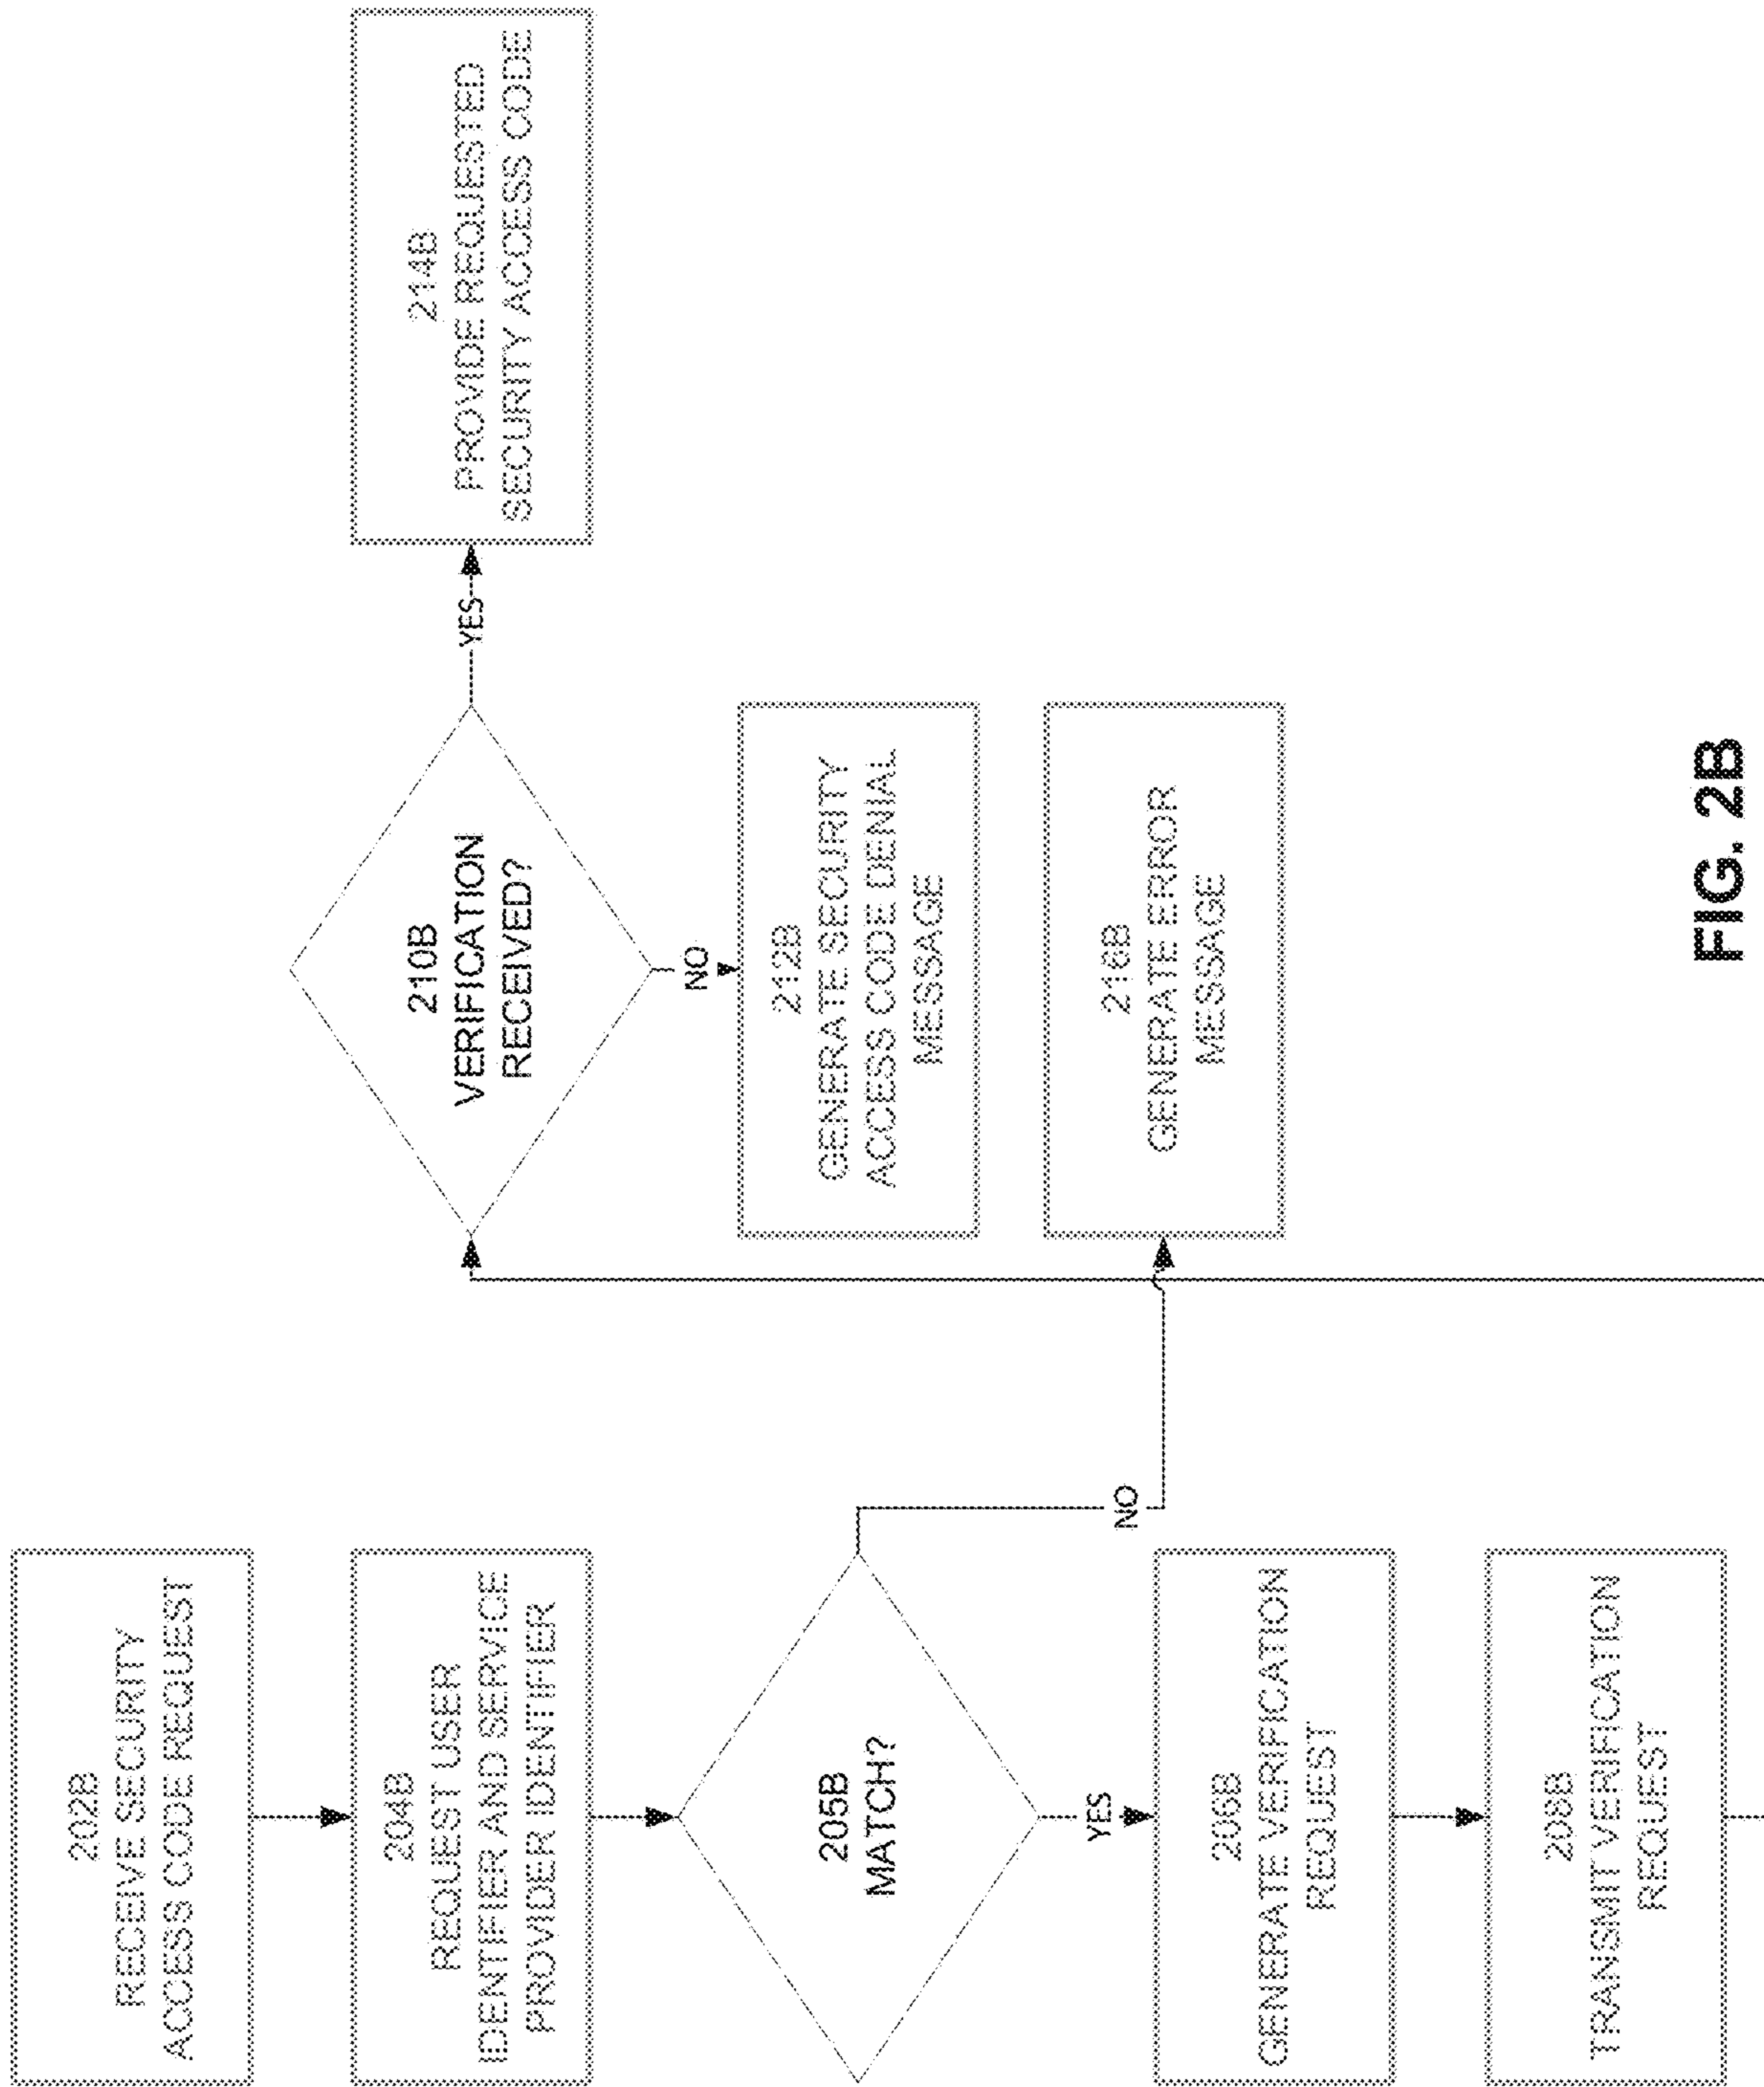 202B
RECEIVE SECURITY
ACCESS CODE REQUEST
204B
REQUEST USER
IDENTIFIER AND SERVICE
PROVIDER IDENTIFIER
205B
MATCH?
YES
NO
206B
GENERATE VERIFICATION
REQUEST
208B
TRANSMIT VERIFICATION
REQUEST
210B
VERIFICATION
RECEIVED?
YES
NO
212B
GENERATE SECURITY
ACCESS CODE DENIAL
MESSAGE
216B
GENERATE ERROR
MESSAGE
214B
PROVIDE REQUESTED
SECURITY ACCESS CODE
FIG. 2B